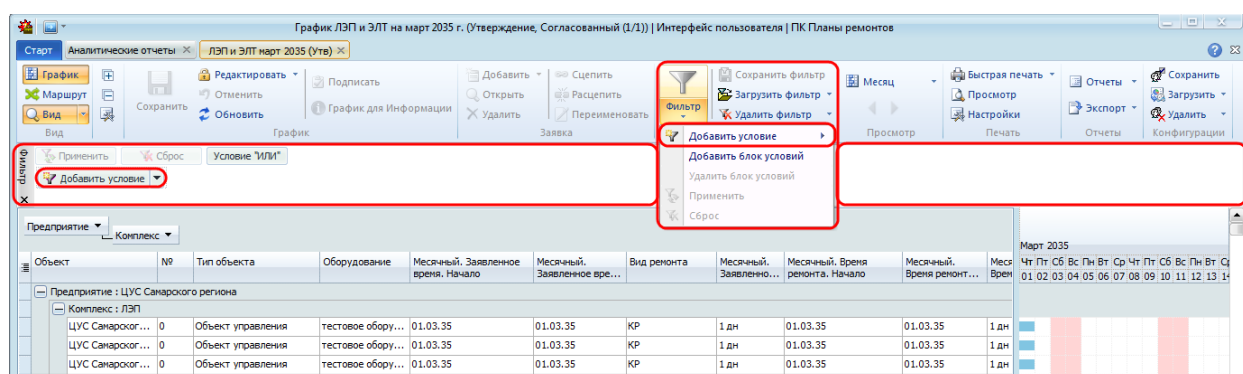 График ЛЭП и ЭЛТ на март 2035 г. (Утверждение, Согласованный (1/1)) | Интерфейс пользователя | ПК Планы ремонтов
Старт Аналитические отчеты ЛЭП и ЭЛТ март 2035 (Утв)
График Редактировать Подписать Добавить Сцепить Сохранить фильтр Месяц Быстрая печать Отчеты Сохранить
Маршрут Сохранить Отменить Открыть Расцепить Фильтр Загрузить фильтр Просмотр Загрузить
Вид Обновить График для Информации Удалить Переименовать Удалить фильтр Настройки Экспорт Удалить
Вид График Заявка Просмотр Печать Отчеты Конфигурации
Фильтр
Применить Сброс Условие "ИЛИ"
Добавить условие
Добавить условие
Добавить блок условий
Удалить блок условий
Применить
Сброс
Предприятие
Комплекс
Март 2035
Объект № Тип объекта Оборудование Месячный. Заявленное время. Начало Месячный. Заявленное вре... Вид ремонта Месячный. Заявленно... Месячный. Время ремонта. Начало Месячный. Время ремонт... Чт Пт Сб Вс Пн Вт Ср Чт Пт Сб Вс Пн Вт
01 02 03 04 05 06 07 08 09 10 11 12 13
Предприятие : ЦУС Самарского региона
Комплекс : ЛЭП
ЦУС Самарског... 0 Объект управления тестовое обору... 01.03.35 01.03.35 КР 1 дн 01.03.35 01.03.35 1 дн
ЦУС Самарског... 0 Объект управления тестовое обору... 01.03.35 01.03.35 КР 1 дн 01.03.35 01.03.35 1 дн
ЦУС Самарског... 0 Объект управления тестовое обору... 01.03.35 01.03.35 КР 1 дн 01.03.35 01.03.35 1 дн